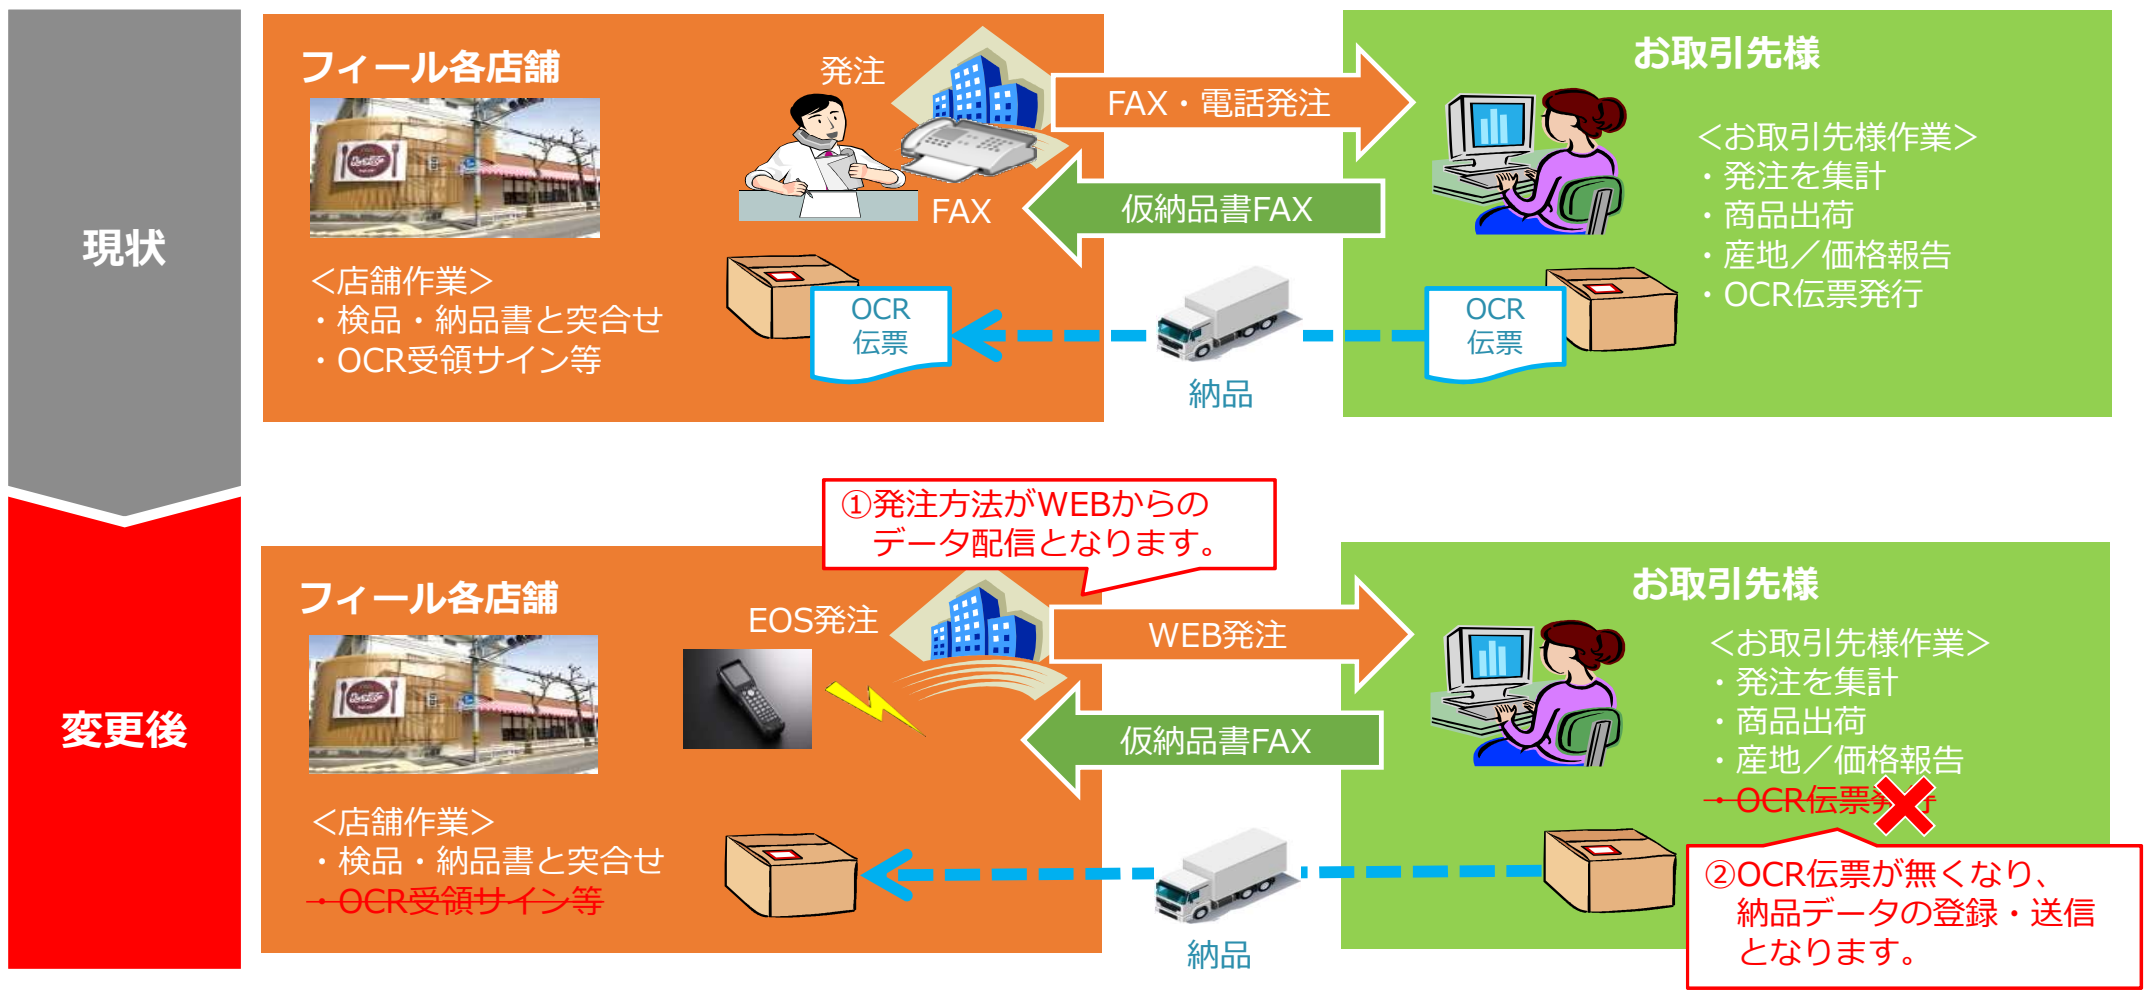 現状
フィール各店舗
発注
FAX
＜店舗作業＞
・検品・納品書と突合せ
・OCR受領サイン等
OCR
伝票
FAX・電話発注
仮納品書FAX
納品
お取引先様
＜お取引先様作業＞
・発注を集計
・商品出荷
・産地／価格報告
・OCR伝票発行
OCR
伝票
変更後
①発注方法がWEBからの
データ配信となります。
フィール各店舗
EOS発注
＜店舗作業＞
・検品・納品書と突合せ
・OCR受領サイン等
WEB発注
仮納品書FAX
納品
お取引先様
＜お取引先様作業＞
・発注を集計
・商品出荷
・産地／価格報告
・OCR伝票発行
②OCR伝票が無くなり、
納品データの登録・送信
となります。